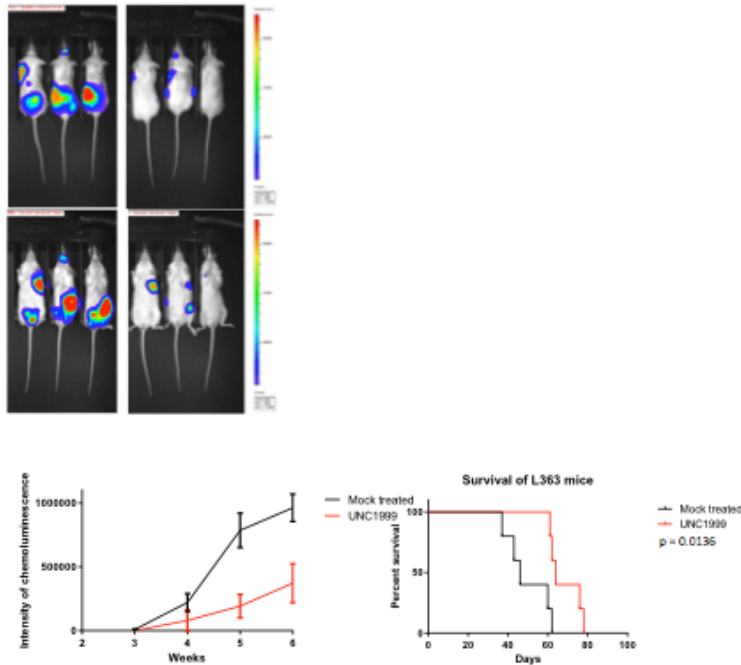 Intensity of chemoluminescence
1000000
500000
0
2
3
4
5
6
Weeks
Mock treated
UNC1999
Survival of L363 mice
Percent survival
100
50
0
0
20
40
60
80
100
Days
Mock treated
UNC1999
p = 0.0136